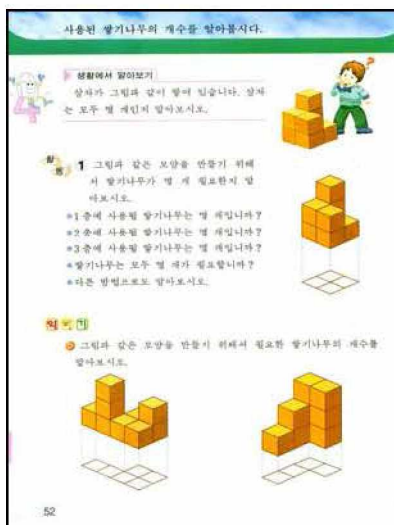 사용된 쌓기나무의 개수를 알아봅시다.
생활에서 알아보기
상자가 그림과 같이 쌓여 있습니다. 상자
는 모두 몇 개인지 알아보시오.
활동
1 그림과 같은 모양을 만들기 위해
서 쌓기나무가 몇 개 필요한지 알
아보시오.
1층에 사용될 쌓기나무는 몇 개입니까?
2층에 사용될 쌓기나무는 몇 개입니까?
3층에 사용될 쌓기나무는 몇 개입니까?
쌓기나무는 모두 몇 개가 필요합니까?
다른 방법으로도 알아보시오.
익히기
그림과 같은 모양을 만들기 위해서 필요한 쌓기나무의 개수를
알아보시오.
52